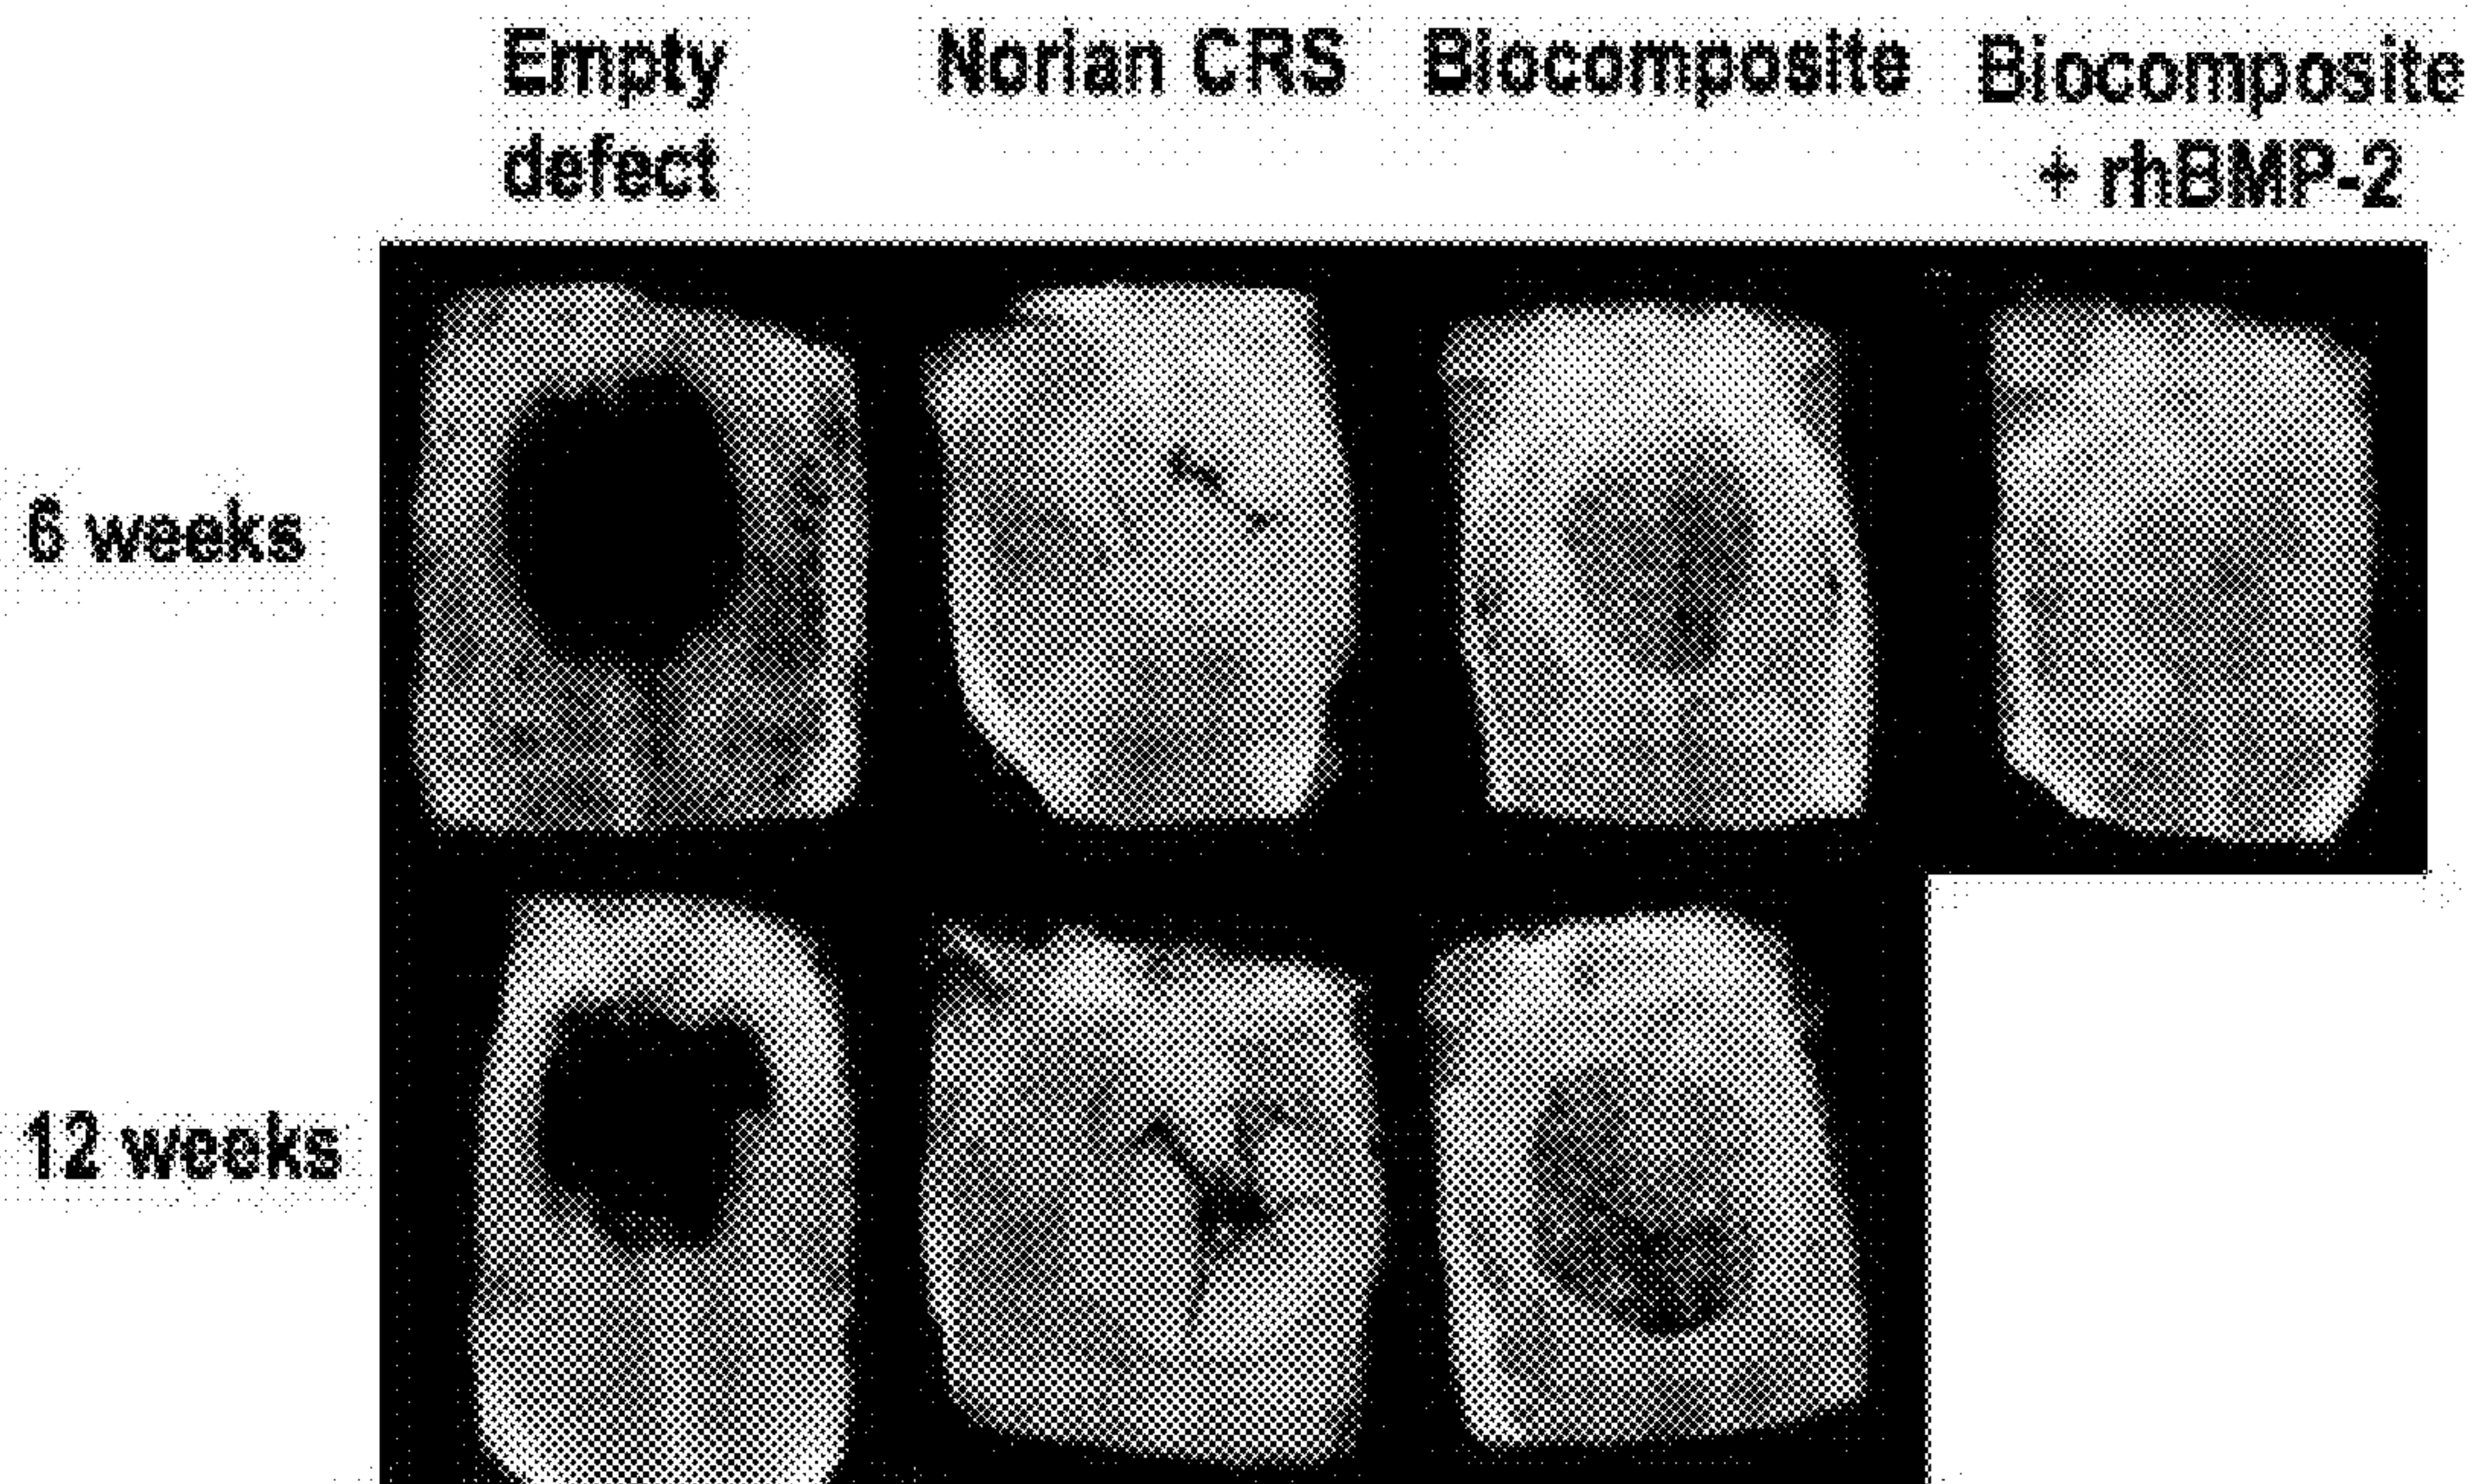 Empty defect
Norian CRS
Biocomposite
Biocomposite + rhBMP-2
6 weeks
12 weeks